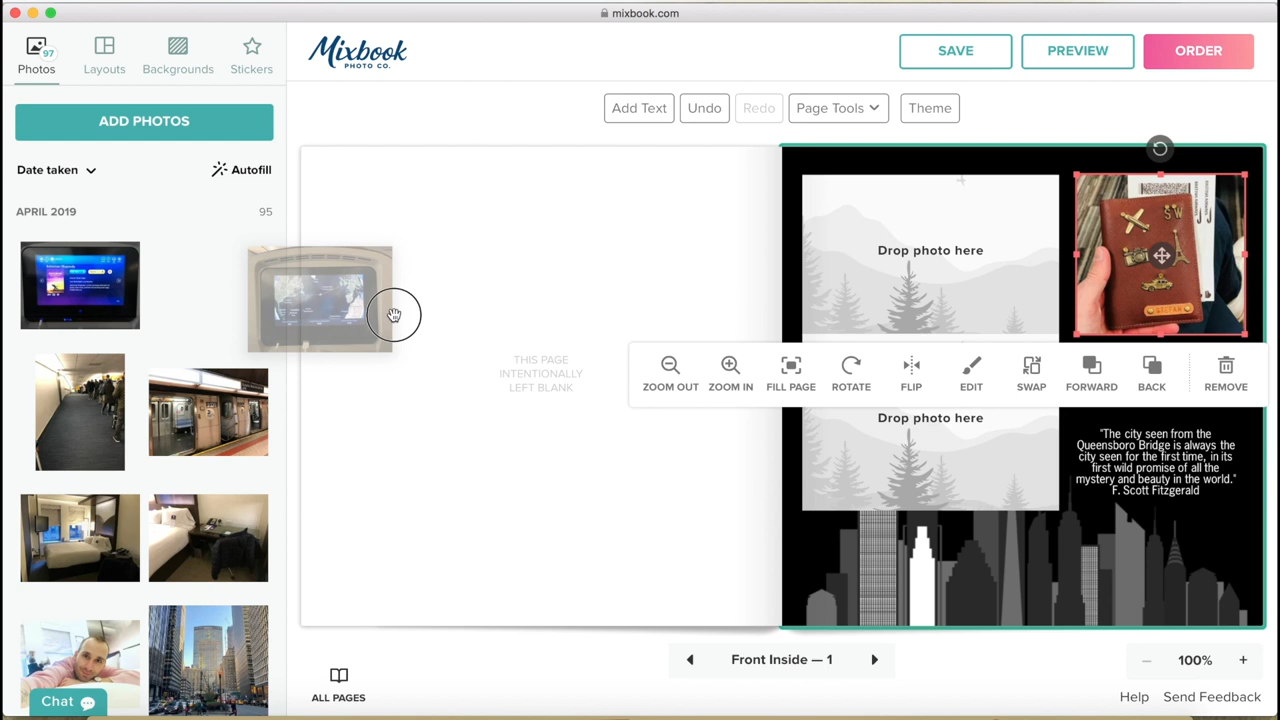 mixbook.com
97
Photos
Layouts
Backgrounds
Stickers
Mixbook
PHOTO CO.
SAVE
PREVIEW
ORDER
ADD PHOTOS
Add Text
Undo
Redo
Page Tools
Theme
Date taken
Autofill
APRIL 2019
95
Drop photo here
SW
THIS PAGE
INTENTIONALLY
LEFT BLANK
ZOOM OUT
ZOOM IN
FILL PAGE
ROTATE
FLIP
EDIT
SWAP
FORWARD
BACK
REMOVE
Drop photo here
"The city seen from the
Queensboro Bridge is always the
city seen for the first time, in its
first wild promise of all the
mystery and beauty in the world."
F. Scott Fitzgerald
Chat
ALL PAGES
Front Inside — 1
100%
Help
Send Feedback